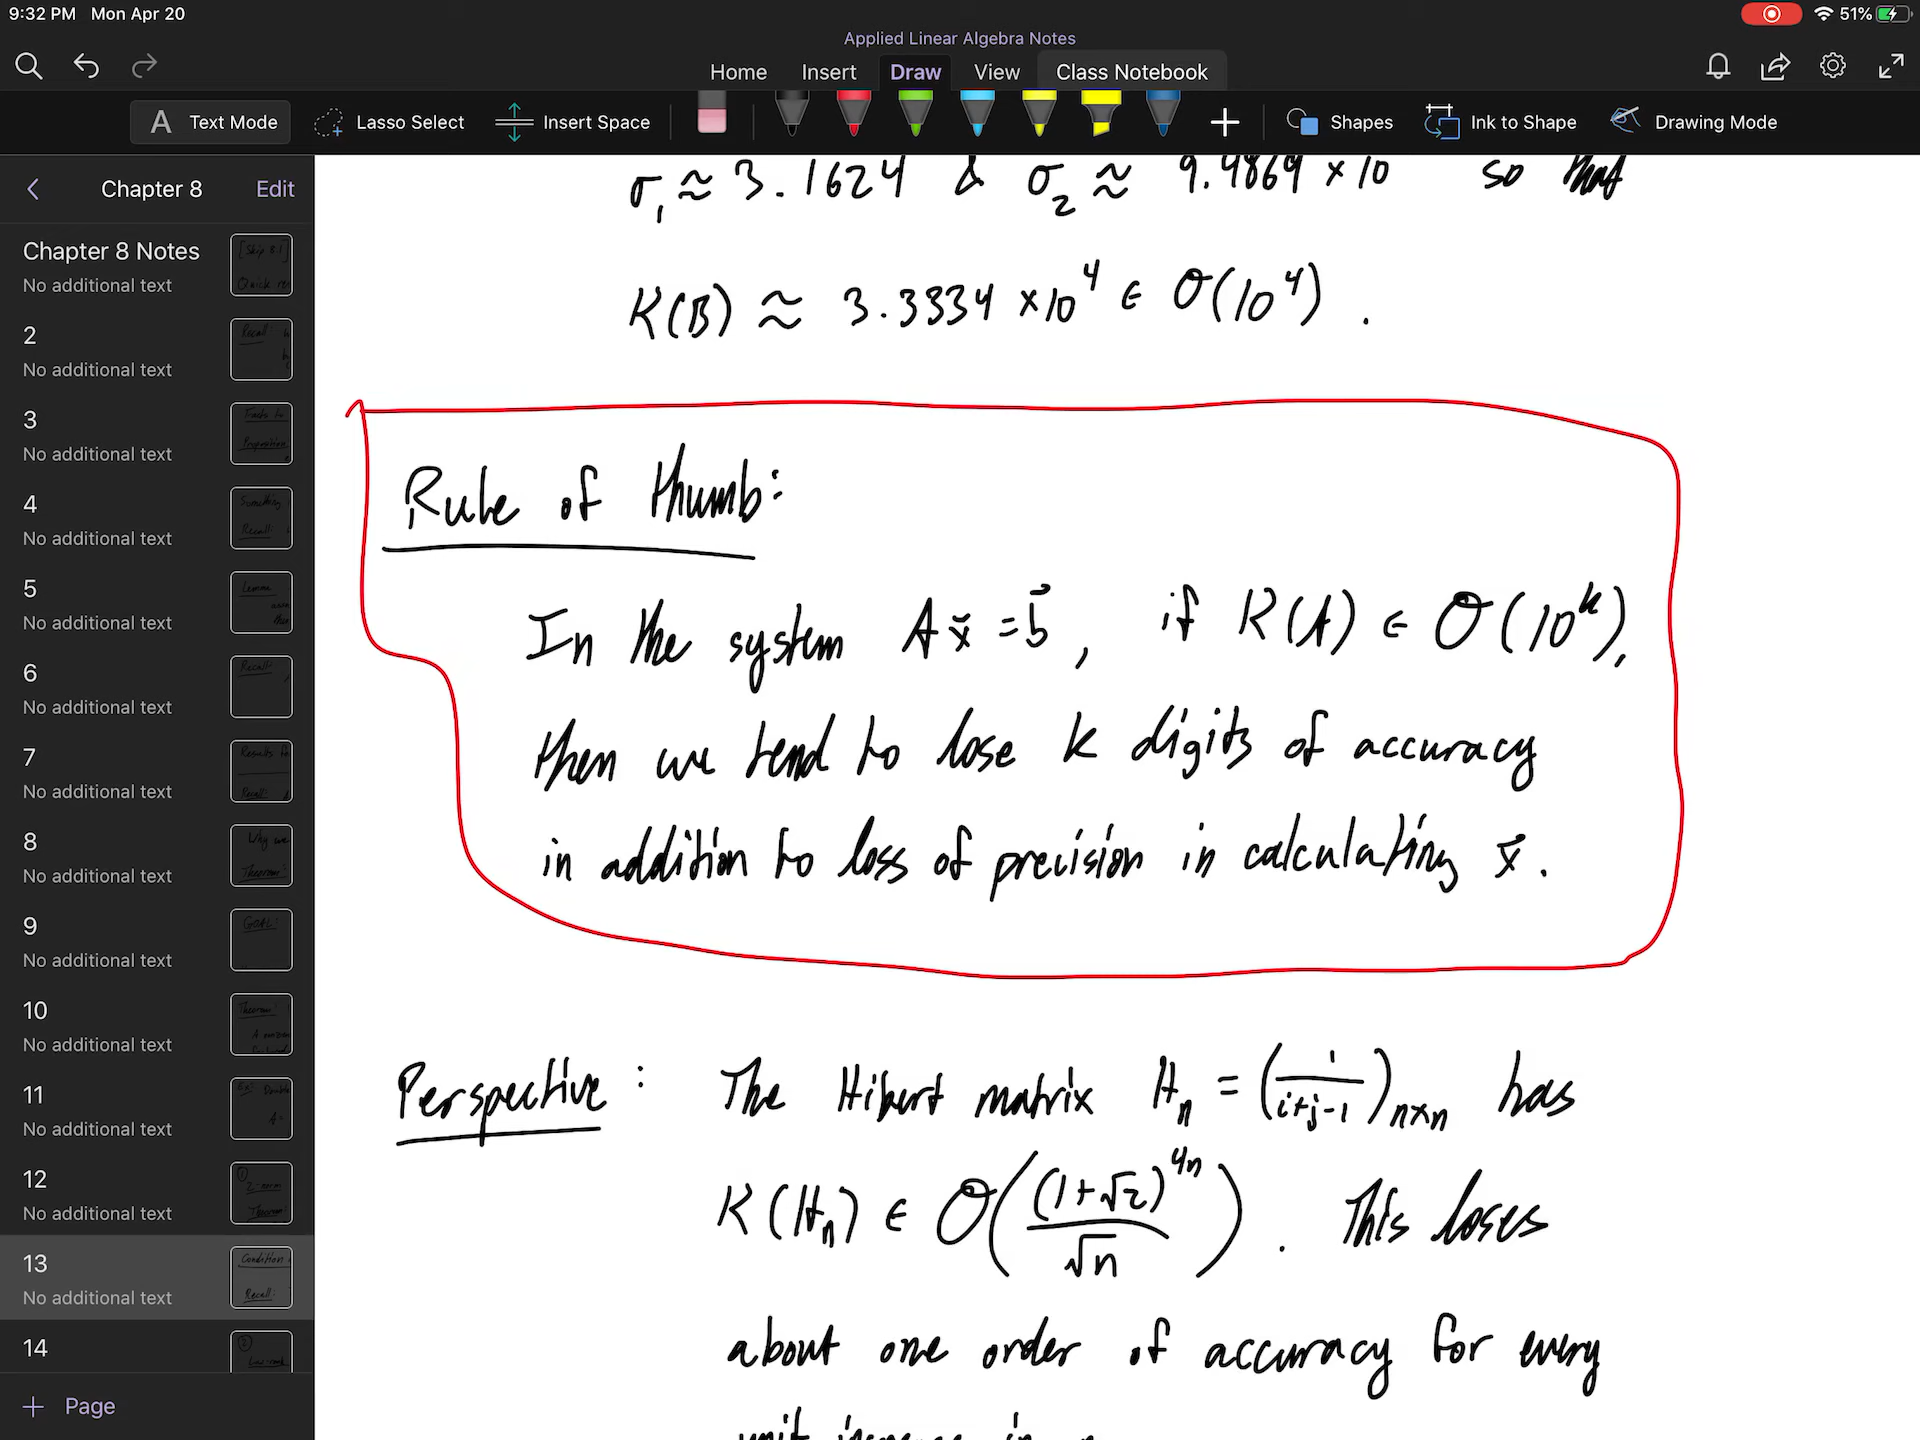 9:32 PM Mon Apr 20
51%
Applied Linear Algebra Notes
Home Insert Draw View Class Notebook
A Text Mode Lasso Select Insert Space Shapes Ink to Shape Drawing Mode
Chapter 8 Edit
Chapter 8 Notes
No additional text
2
No additional text
3
No additional text
4
No additional text
5
No additional text
6
No additional text
7
No additional text
8
No additional text
9
No additional text
10
No additional text
11
No additional text
12
No additional text
13
No additional text
14
+ Page
σ₁ ≈ 3.1624 & σ₂ ≈ 9.4869 × 10 so that
K(B) ≈ 3.3334 × 10⁴ ∈ O(10⁴).
Rule of thumb:
In the system Ax⃗ = b⃗, if K(A) ∈ O(10ᵏ),
then we tend to lose k digits of accuracy
in addition to loss of precision in calculating x⃗.
Perspective: The Hibert matrix Hₙ = (1/(i+j-1))ₙₓₙ has
K(Hₙ) ∈ O((1+√2)⁴ⁿ/√n). This loses
about one order of accuracy for every
unit increase in n